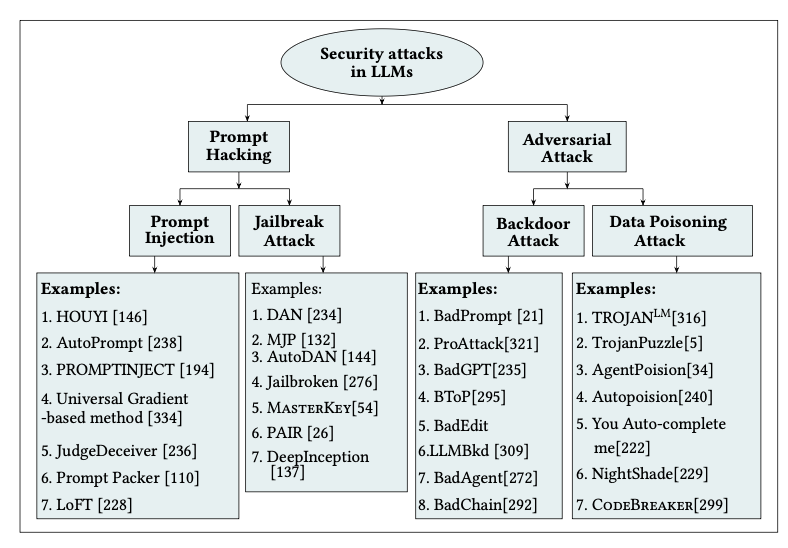 Security attacks
in LLMs
Prompt
Hacking
Adversarial
Attack
Prompt
Injection
Jailbreak
Attack
Backdoor
Attack
Data Poisoning
Attack
Examples:
1. HOUYI [146]
2. AutoPrompt [238]
3. PROMPTINJECT [194]
4. Universal Gradient
-based method [334]
5. JudgeDeceiver [236]
6. Prompt Packer [110]
7. LoFT [228]
Examples:
1. DAN [234]
2. MJP [132]
3. AutoDAN [144]
4. Jailbroken [276]
5. MASTERKEY[54]
6. PAIR [26]
7. DeepInception
[137]
Examples:
1. BadPrompt [21]
2. ProAttack[321]
3. BadGPT[235]
4. BToP[295]
5. BadEdit
6.LLMBkd [309]
7. BadAgent[272]
8. BadChain[292]
Examples:
1. TROJANLM[316]
2. TrojanPuzzle[5]
3. AgentPoision[34]
4. Autopoision[240]
5. You Auto-complete
me[222]
6. NightShade[229]
7. CODEBREAKER[299]